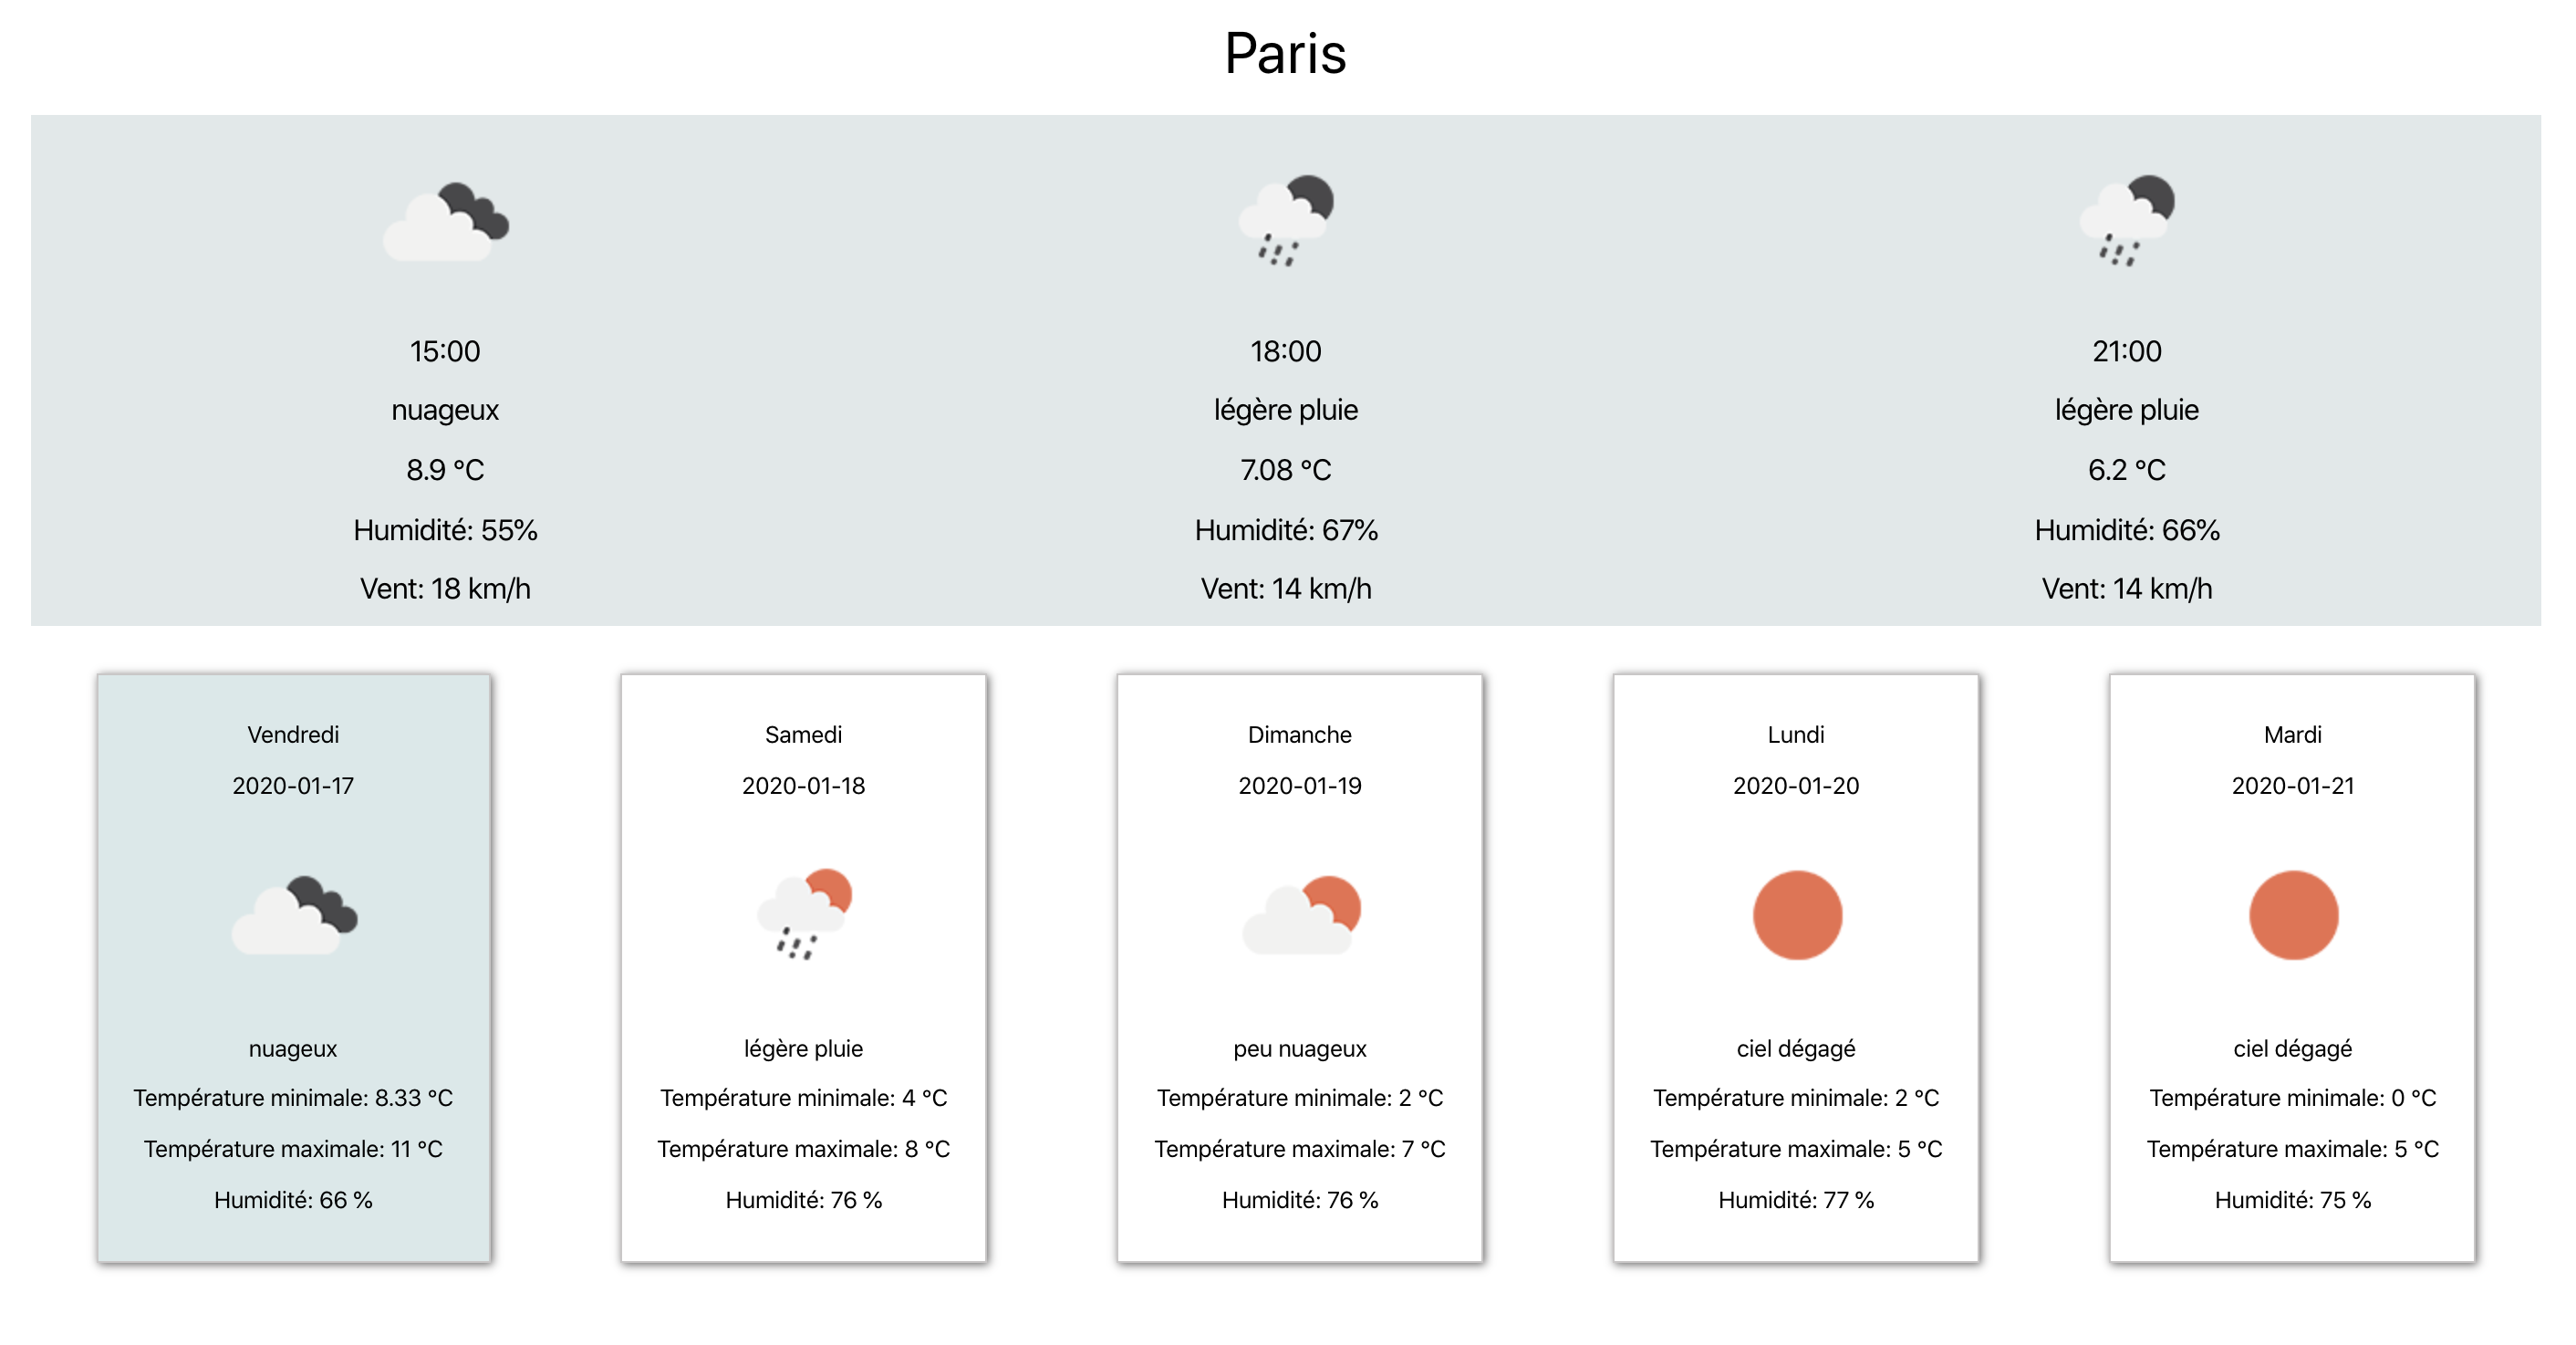 Paris
15:00
nuageux
8.9 °C
Humidité: 55%
Vent: 18 km/h
18:00
légère pluie
7.08 °C
Humidité: 67%
Vent: 14 km/h
21:00
légère pluie
6.2 °C
Humidité: 66%
Vent: 14 km/h
Vendredi
2020-01-17
nuageux
Température minimale: 8.33 °C
Température maximale: 11 °C
Humidité: 66 %
Samedi
2020-01-18
légère pluie
Température minimale: 4 °C
Température maximale: 8 °C
Humidité: 76 %
Dimanche
2020-01-19
peu nuageux
Température minimale: 2 °C
Température maximale: 7 °C
Humidité: 76 %
Lundi
2020-01-20
ciel dégagé
Température minimale: 2 °C
Température maximale: 5 °C
Humidité: 77 %
Mardi
2020-01-21
ciel dégagé
Température minimale: 0 °C
Température maximale: 5 °C
Humidité: 75 %